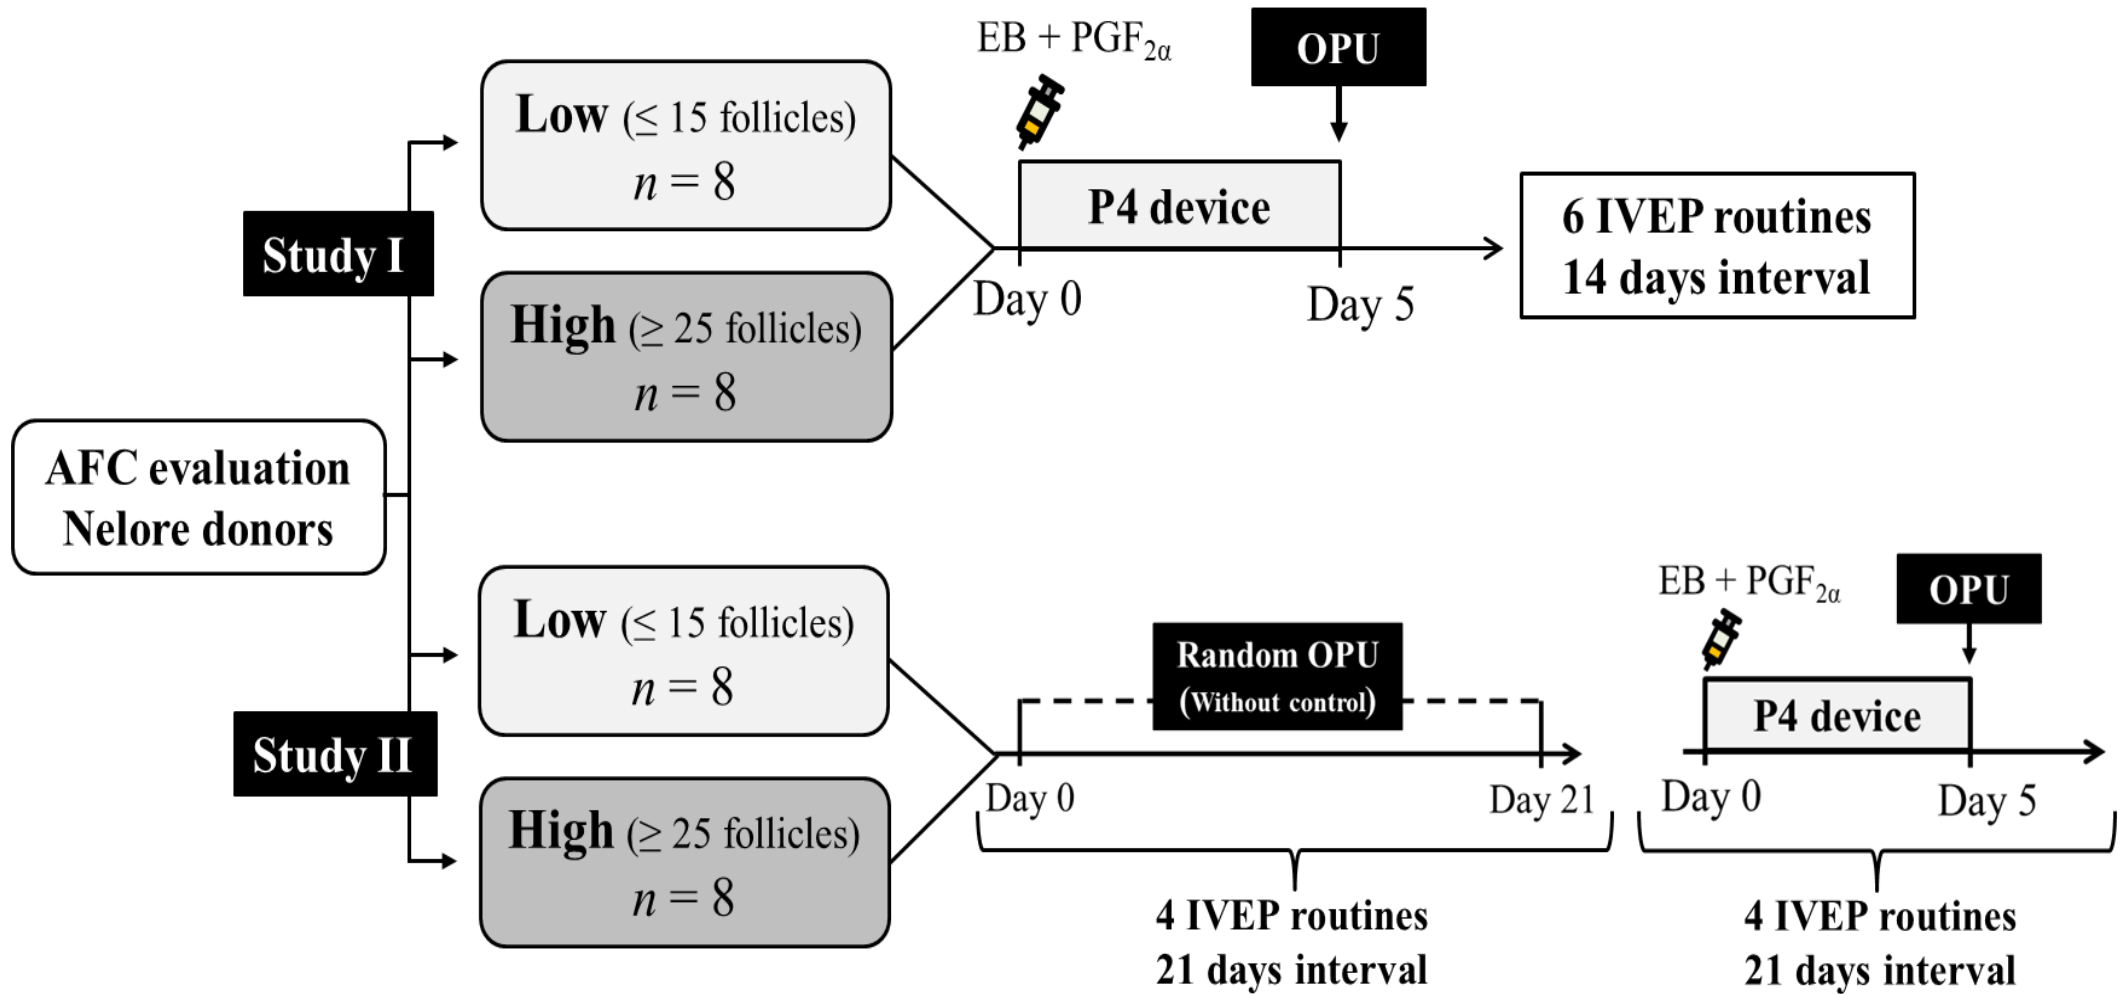 AFC evaluation
Nelore donors
Study I
Low (≤ 15 follicles)
n = 8
High (≥ 25 follicles)
n = 8
EB + PGF2α
OPU
P4 device
Day 0
Day 5
6 IVEP routines
14 days interval
Study II
Low (≤ 15 follicles)
n = 8
High (≥ 25 follicles)
n = 8
Random OPU
(Without control)
Day 0
Day 21
4 IVEP routines
21 days interval
EB + PGF2α
OPU
P4 device
Day 0
Day 5
4 IVEP routines
21 days interval